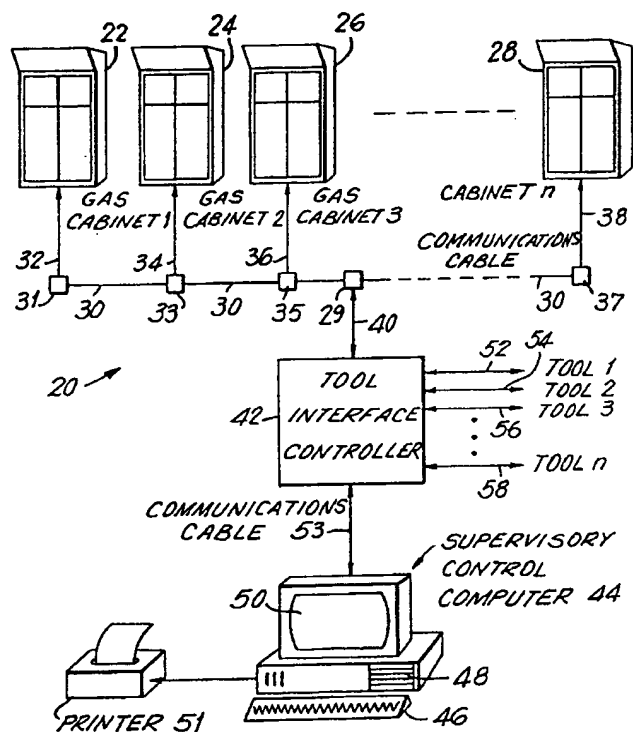 22
24
26
28
GAS
CABINET 1
GAS
CABINET 2
GAS
CABINET 3
CABINET n
38
COMMUNICATIONS
CABLE
32
34
36
31
30
33
30
35
29
30
37
40
20
42
TOOL
INTERFACE
CONTROLLER
52
54
TOOL 1
TOOL 2
TOOL 3
56
TOOL n
58
COMMUNICATIONS
CABLE 53
SUPERVISORY
CONTROL
COMPUTER 44
50
48
46
PRINTER 51